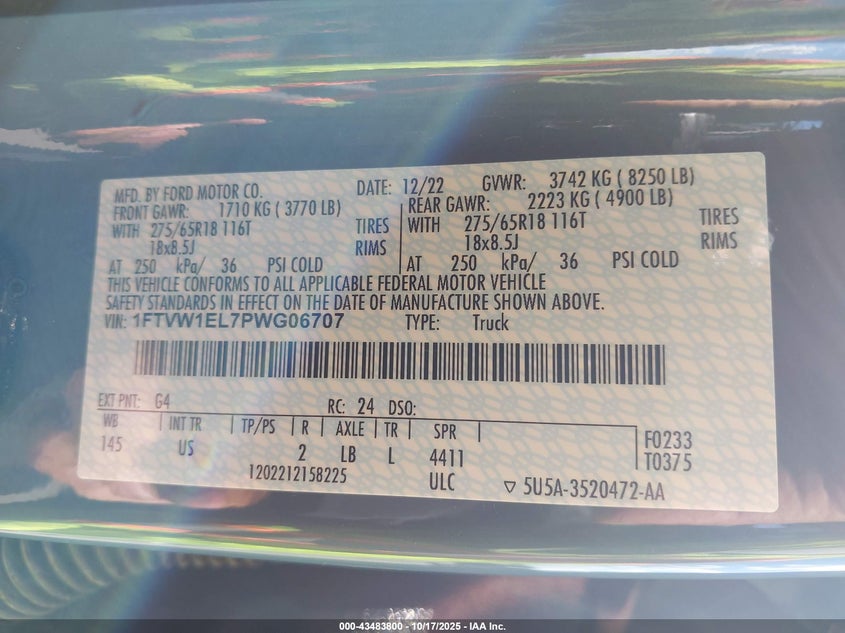 MFD. BY FORD MOTOR CO. DATE: 12/22 GVWR: 3742 KG ( 8250 LB)
FRONT GAWR: 1710 KG ( 3770 LB) REAR GAWR: 2223 KG ( 4900 LB)
WITH 275/65R18 116T TIRES WITH 275/65R18 116T TIRES
18x8.5J RIMS 18x8.5J RIMS
AT 250 kPa/ 36 PSI COLD AT 250 kPa/ 36 PSI COLD
THIS VEHICLE CONFORMS TO ALL APPLICABLE FEDERAL MOTOR VEHICLE
SAFETY STANDARDS IN EFFECT ON THE DATE OF MANUFACTURE SHOWN ABOVE.
VIN: 1FTVW1EL7PWG06707 TYPE: Truck
EXT PNT: G4 RC: 24 DSO:
WB INT TR TP/PS R AXLE TR SPR
145 US 2 LB L 4411 F0233
1202212158225 ULC T0375
▽ 5U5A-3520472-AA
000-43483800 - 10/17/2025 - IAA Inc.